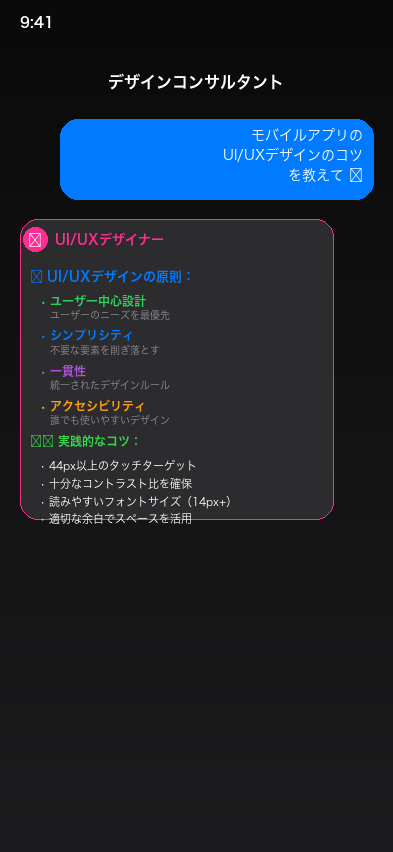 9:41
デザインコンサルタント
モバイルアプリの
UI/UXデザインのコツ
を教えて
UI/UXデザイナー
UI/UXデザインの原則：
・ユーザー中心設計
ユーザーのニーズを最優先
・シンプリシティ
不要な要素を削ぎ落とす
・一貫性
統一されたデザインルール
・アクセシビリティ
誰でも使いやすいデザイン
実践的なコツ：
・44px以上のタッチターゲット
・十分なコントラスト比を確保
・読みやすいフォントサイズ（14px+）
・適切な余白でスペースを活用